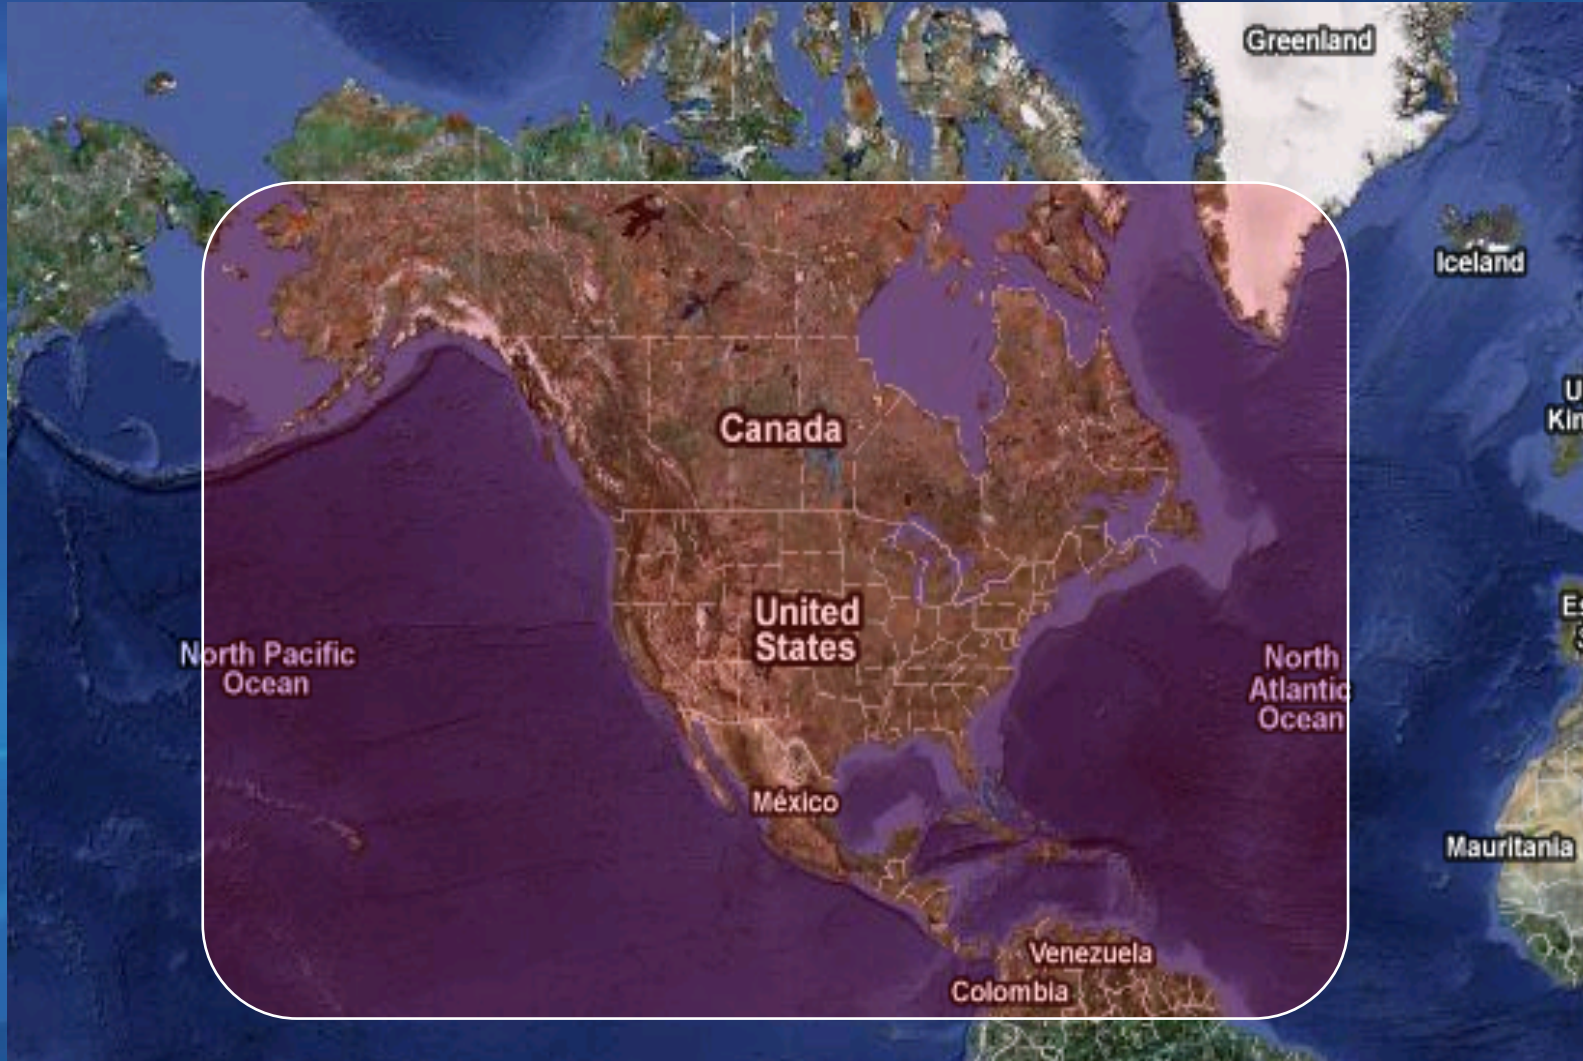 Greenland
Iceland
Canada
United
States
North Pacific
Ocean
North
Atlantic
Ocean
México
Mauritania
Venezuela
Colombia